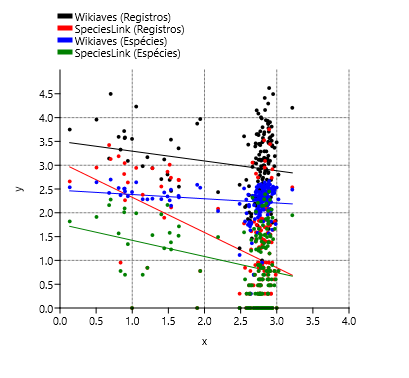 Wikiaves (Registros)
SpeciesLink (Registros)
Wikiaves (Espécies)
SpeciesLink (Espécies)
4.5
4.0
3.5
3.0
2.5
2.0
1.5
1.0
0.5
0.0
y
0.0 0.5 1.0 1.5 2.0 2.5 3.0 3.5 4.0
x